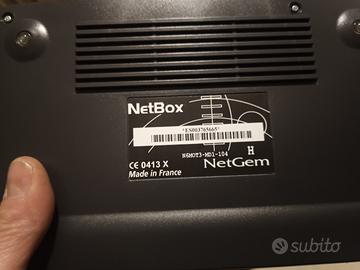 NetBox
*ES003765665*
N6MOT3-MD1-104
H
CE 0413 X
NetGem
Made in France
subito